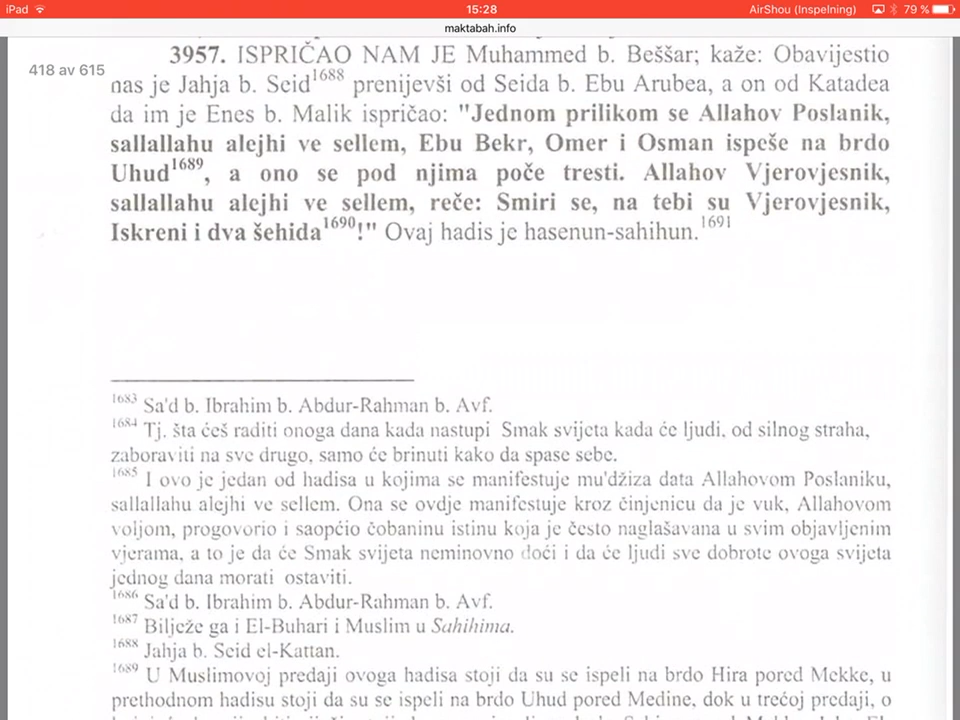 iPad 15:28 AirShou (Inspelning) 79 %
maktabah.info
418 av 615
3957. ISPRIČAO NAM JE Muhammed b. Beššar; kaže: Obavijestio
nas je Jahja b. Seid1688 prenijevši od Seida b. Ebu Arubea, a on od Katadea
da im je Enes b. Malik ispričao: "Jednom prilikom se Allahov Poslanik,
sallallahu alejhi ve sellem, Ebu Bekr, Omer i Osman ispeše na brdo
Uhud1689, a ono se pod njima poče tresti. Allahov Vjerovjesnik,
sallallahu alejhi ve sellem, reče: Smiri se, na tebi su Vjerovjesnik,
Iskreni i dva šehida1690!" Ovaj hadis je hasenun-sahihun.1691
1683 Sa'd b. Ibrahim b. Abdur-Rahman b. Avf.
1684 Tj. šta ćeš raditi onoga dana kada nastupi Smak svijeta kada će ljudi, od silnog straha,
zaboraviti na sve drugo, samo će brinuti kako da spase sebe.
1685 I ovo je jedan od hadisa u kojima se manifestuje mu'džiza data Allahovom Poslaniku,
sallallahu alejhi ve sellem. Ona se ovdje manifestuje kroz činjenicu da je vuk, Allahovom
voljom, progovorio i saopćio čobaninu istinu koja je često naglašavana u svim objavljenim
vjerama, a to je da će Smak svijeta neminovno doći i da će ljudi sve dobrote ovoga svijeta
jednog dana morati ostaviti.
1686 Sa'd b. Ibrahim b. Abdur-Rahman b. Avf.
1687 Bilježe ga i El-Buhari i Muslim u Sahihima.
1688 Jahja b. Seid el-Kattan.
1689 U Muslimovoj predaji ovoga hadisa stoji da su se ispeli na brdo Hira pored Mekke, u
prethodnom hadisu stoji da su se ispeli na brdo Uhud pored Medine, dok u trećoj predaji, o